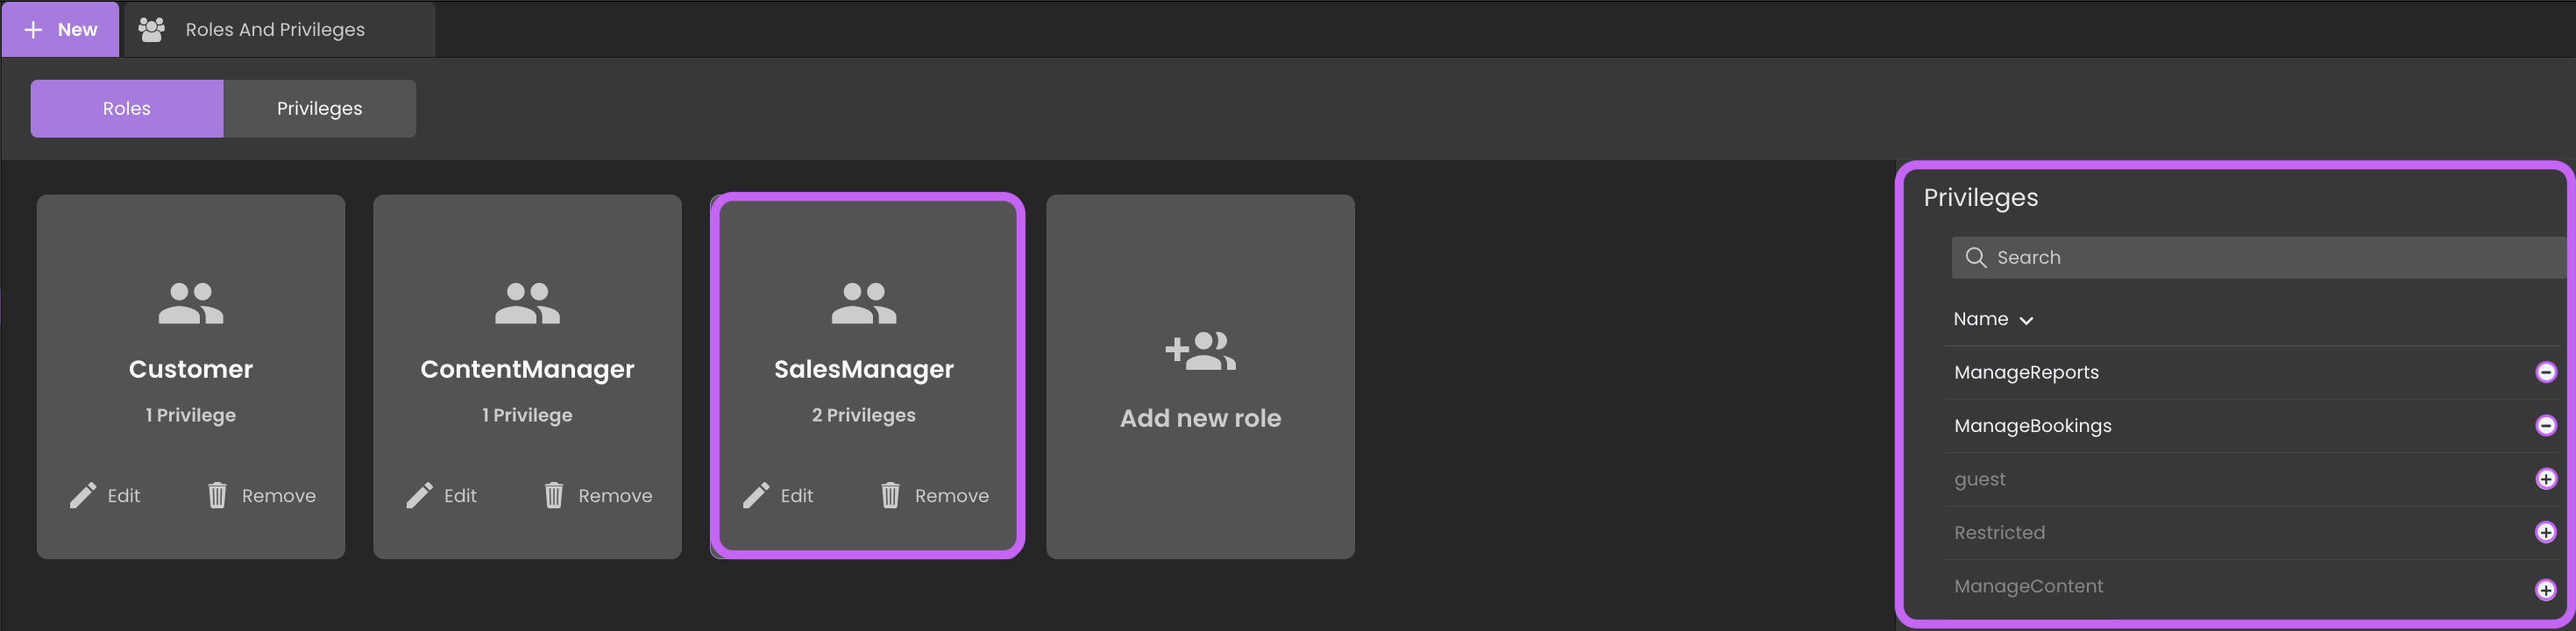 New
Roles And Privileges
Roles
Privileges
Customer
1 Privilege
Edit
Remove
ContentManager
1 Privilege
Edit
Remove
SalesManager
2 Privileges
Edit
Remove
Add new role
Privileges
Search
Name
ManageReports
ManageBookings
guest
Restricted
ManageContent